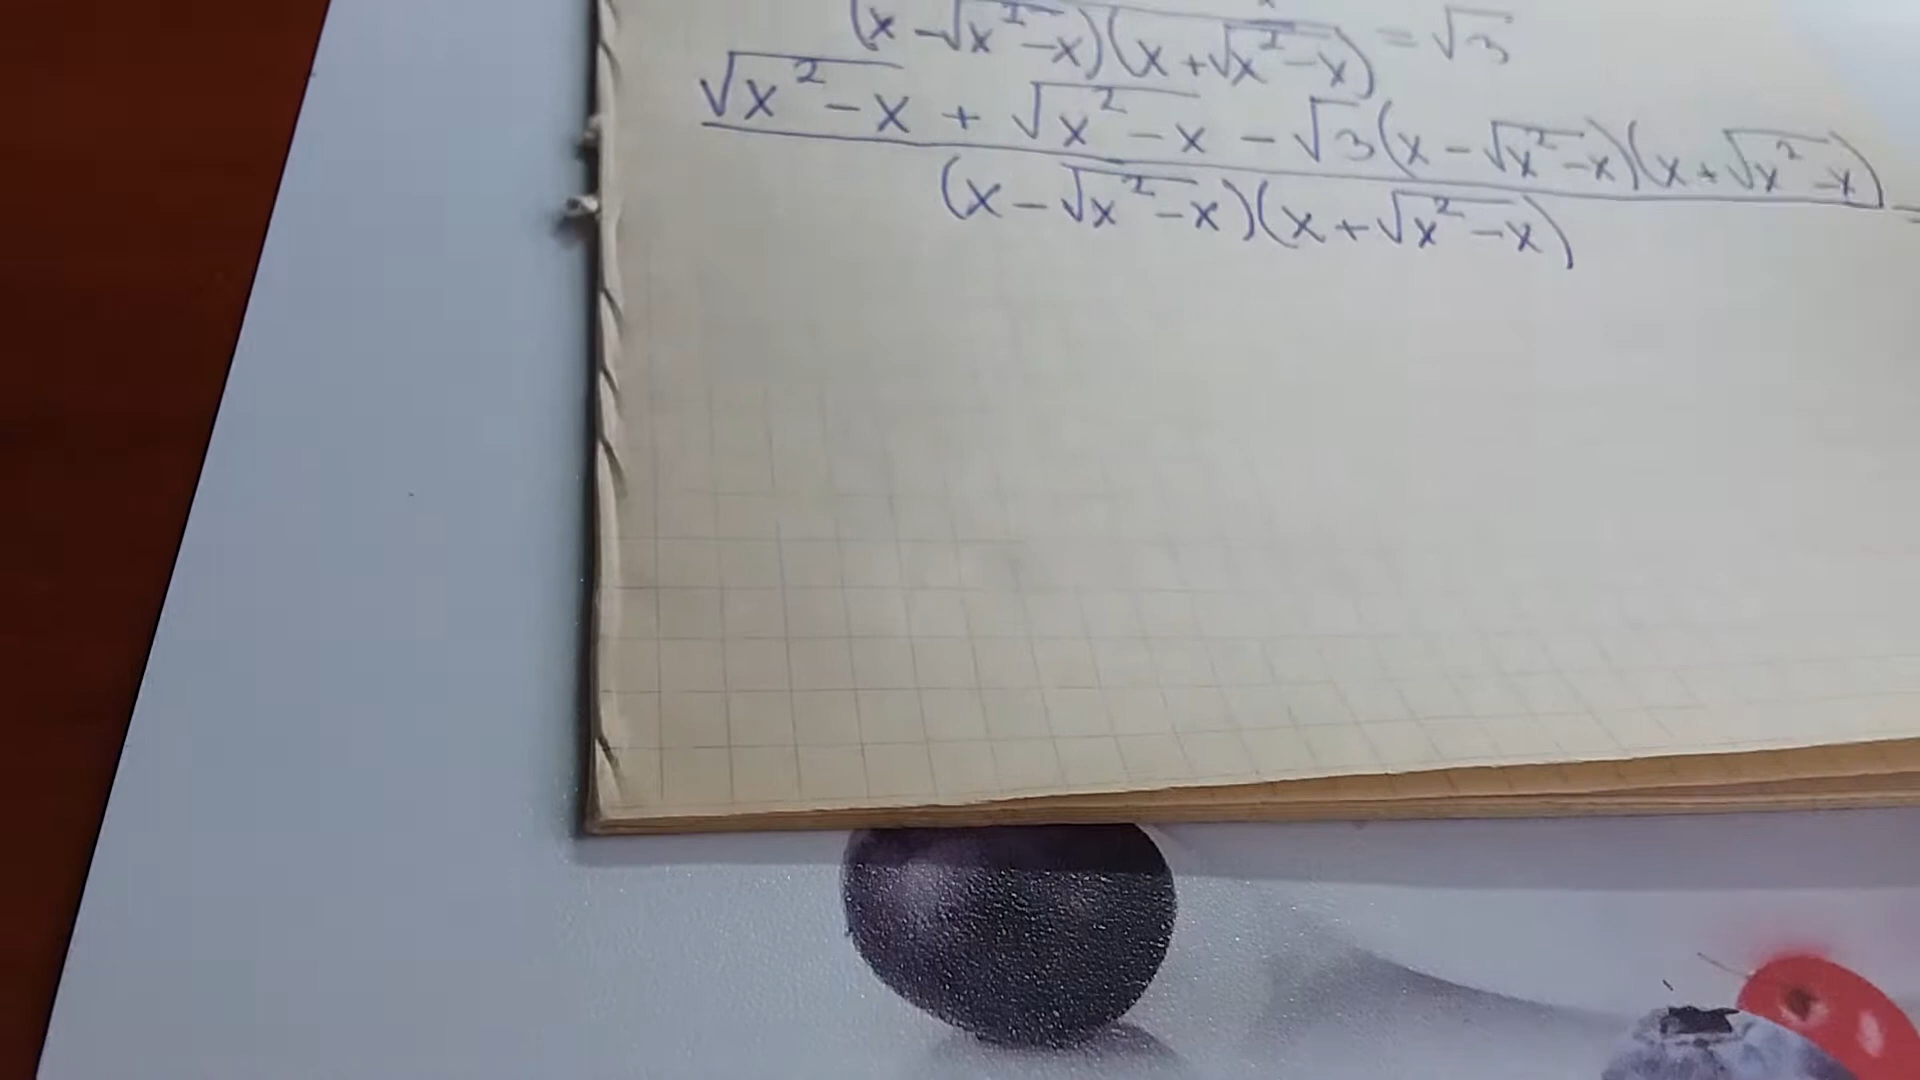 (x-√x²-x)(x+√x²-x) = √3
√x²-x + √x²-x - √3(x-√x²-x)(x+√x²-x)
(x-√x²-x)(x+√x²-x)